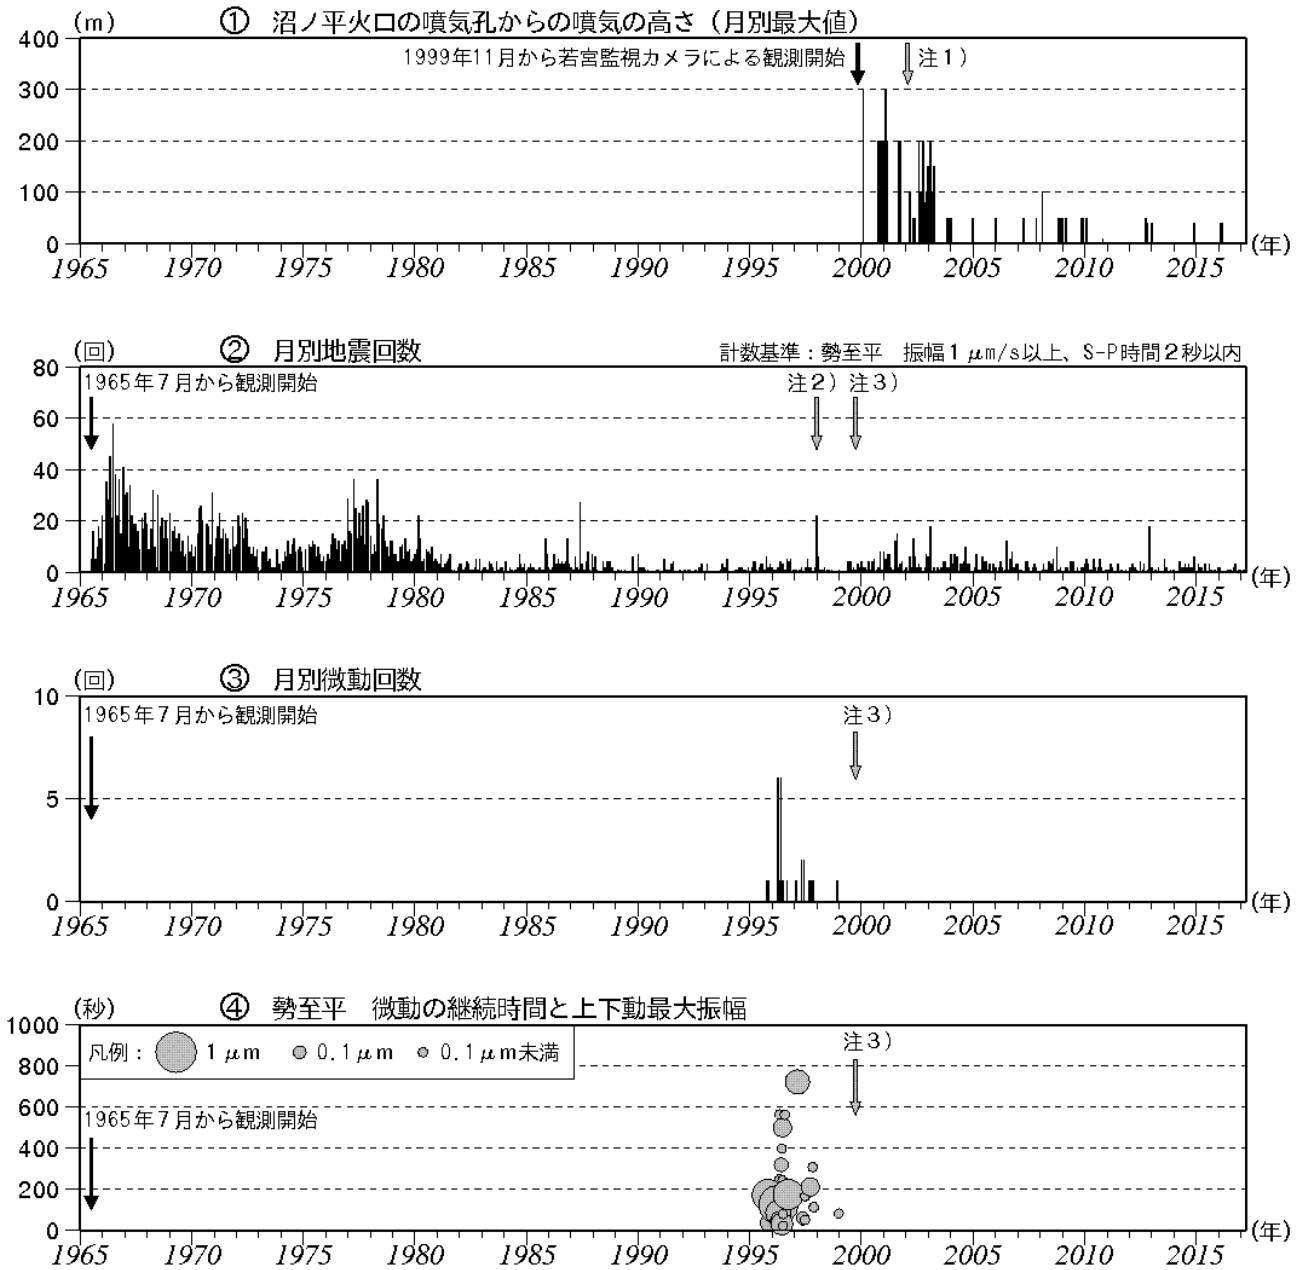 (m) ① 沼ノ平火口の噴気孔からの噴気の高さ（月別最大値）
400
1999年11月から若宮監視カメラによる観測開始 注1）
300
200
100
0
1965 1970 1975 1980 1985 1990 1995 2000 2005 2010 2015 (年)
(回) ② 月別地震回数 計数基準：勢至平 振幅1μm/s以上、S-P時間2秒以内
80
1965年7月から観測開始 注2） 注3）
60
40
20
0
1965 1970 1975 1980 1985 1990 1995 2000 2005 2010 2015 (年)
(回) ③ 月別微動回数
10
1965年7月から観測開始 注3）
5
0
1965 1970 1975 1980 1985 1990 1995 2000 2005 2010 2015 (年)
(秒) ④ 勢至平 微動の継続時間と上下動最大振幅
1000
凡例： 1μm 0.1μm 0.1μm未満 注3）
800
600
1965年7月から観測開始
400
200
0
1965 1970 1975 1980 1985 1990 1995 2000 2005 2010 2015 (年)